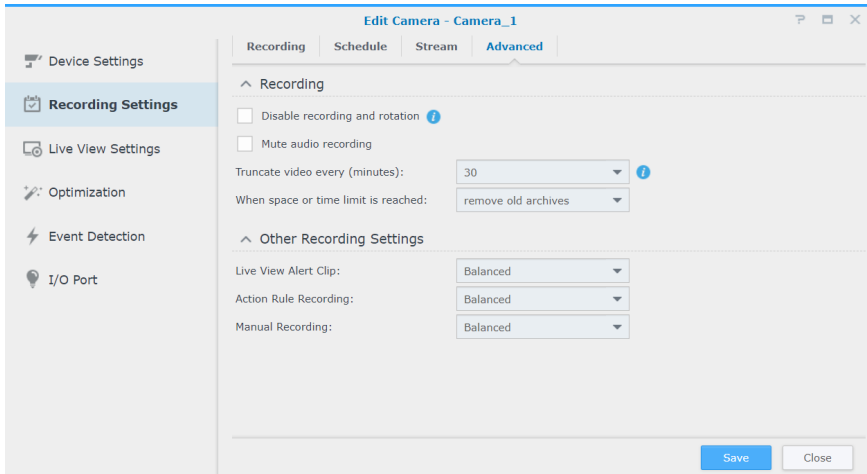 Edit Camera - Camera_1
Device Settings
Recording Settings
Live View Settings
Optimization
Event Detection
I/O Port
Recording Schedule Stream Advanced
Recording
Disable recording and rotation
Mute audio recording
Truncate video every (minutes): 30
When space or time limit is reached: remove old archives
Other Recording Settings
Live View Alert Clip: Balanced
Action Rule Recording: Balanced
Manual Recording: Balanced
Save Close